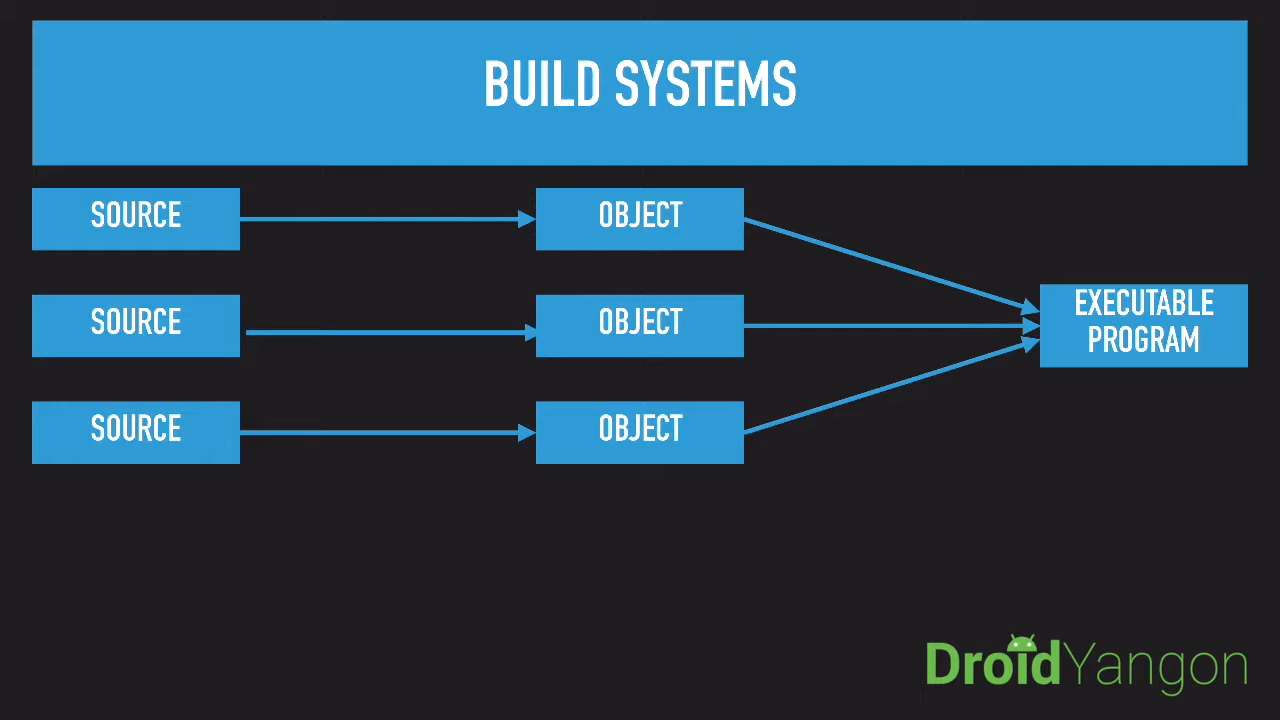 BUILD SYSTEMS
SOURCE
OBJECT
SOURCE
OBJECT
EXECUTABLE
PROGRAM
SOURCE
OBJECT
DroidYangon